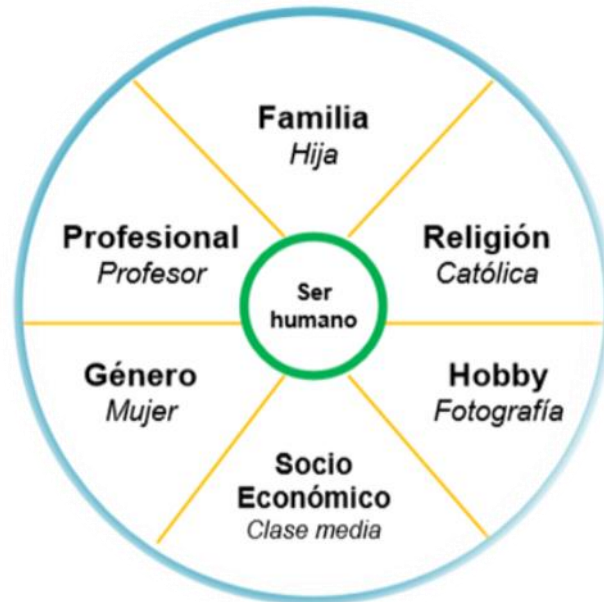 Familia
Hija
Profesional
Profesor
Religión
Católica
Ser
humano
Género
Mujer
Hobby
Fotografía
Socio
Económico
Clase media